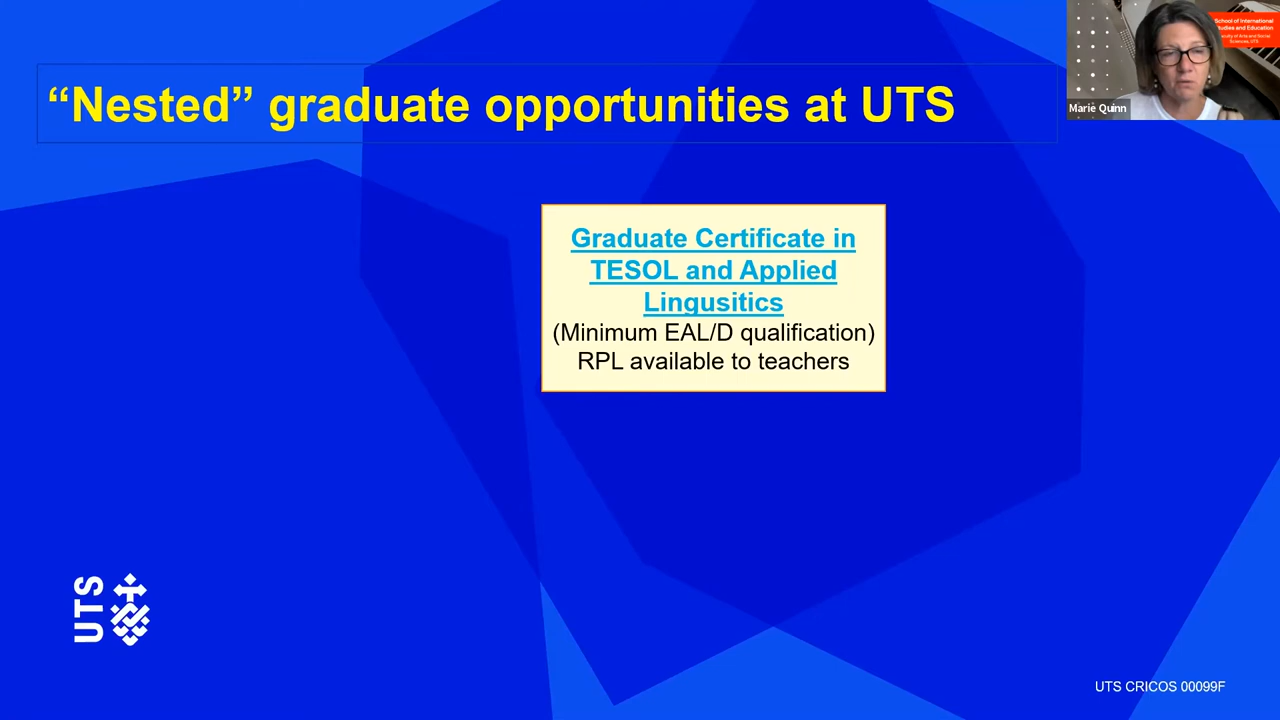 “Nested” graduate opportunities at UTS
School of International
Studies and Education
Faculty of Arts and Social
Sciences, UTS
Marie Quinn
Graduate Certificate in
TESOL and Applied
Lingusitics
(Minimum EAL/D qualification)
RPL available to teachers
UTS
UTS CRICOS 00099F